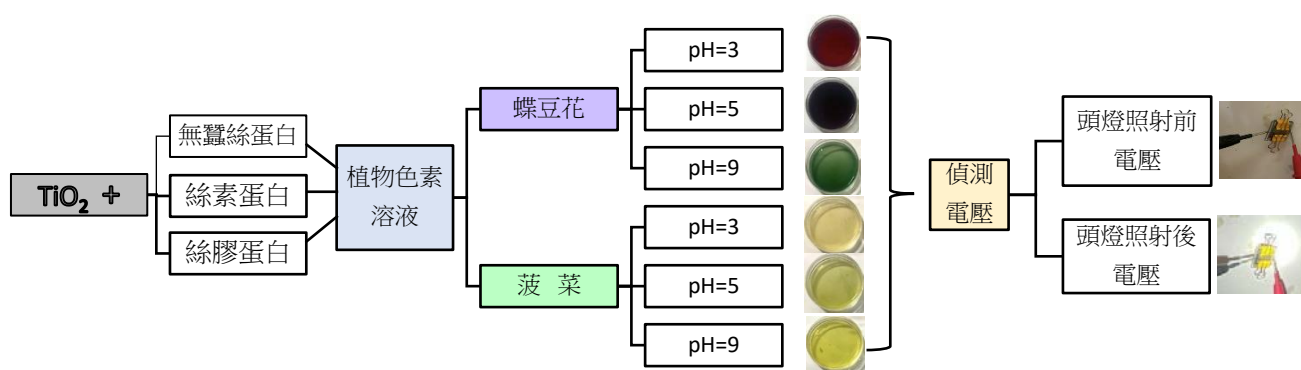 TiO₂ +
無蠶絲蛋白
絲素蛋白
絲膠蛋白
植物色素
溶液
蝶豆花
pH=3
pH=5
pH=9
菠 菜
pH=3
pH=5
pH=9
偵測
電壓
頭燈照射前
電壓
頭燈照射後
電壓